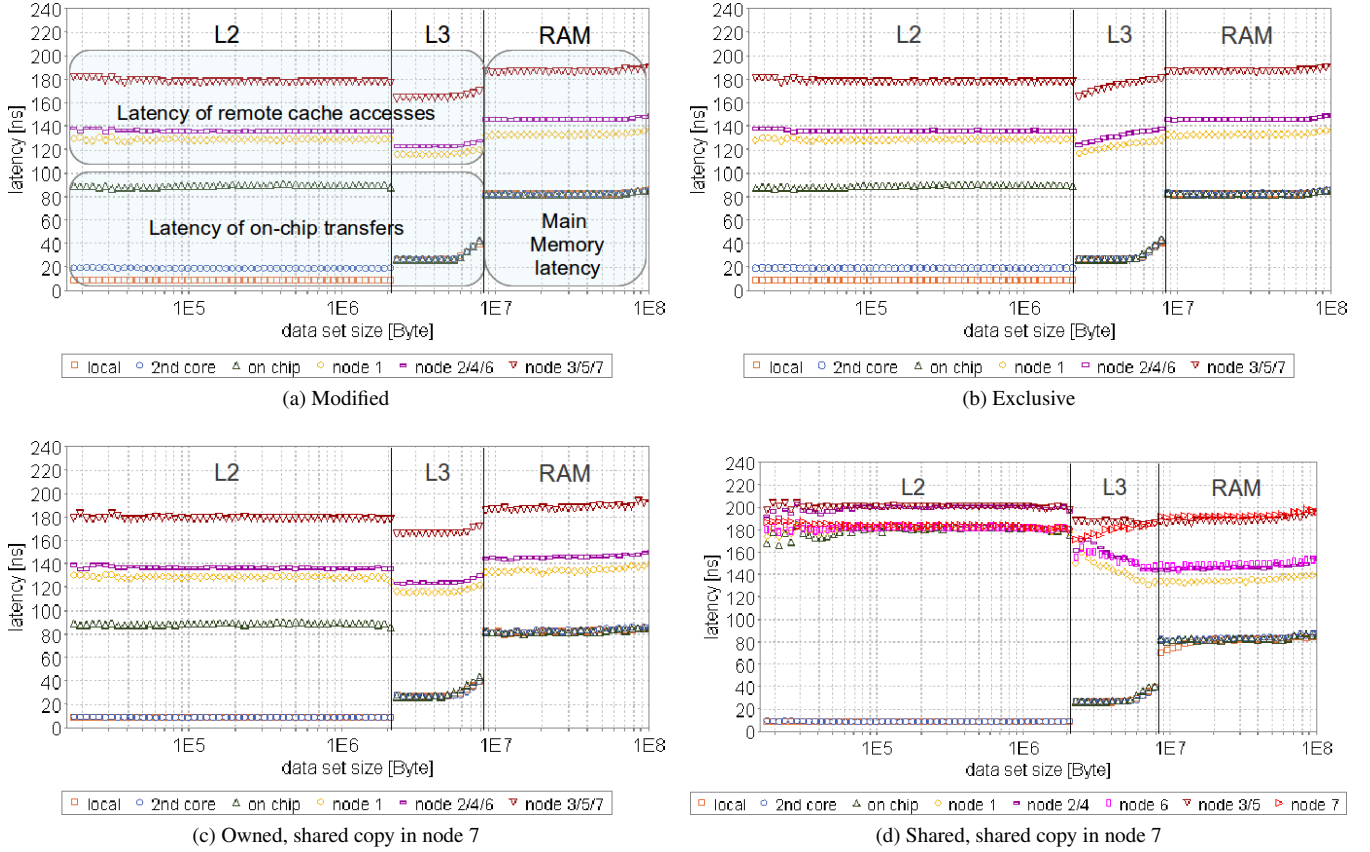 240
220
200
180
160
140
120
100
80
60
40
20
0
latency [ns]
L2 L3 RAM
Latency of remote cache accesses
Latency of on-chip transfers
Main
Memory
latency
1E5 1E6 1E7 1E8
data set size [Byte]
local 2nd core on chip node 1 node 2/4/6 node 3/5/7
(a) Modified
240
220
200
180
160
140
120
100
80
60
40
20
0
latency [ns]
L2 L3 RAM
1E5 1E6 1E7 1E8
data set size [Byte]
local 2nd core on chip node 1 node 2/4/6 node 3/5/7
(b) Exclusive
240
220
200
180
160
140
120
100
80
60
40
20
0
latency [ns]
L2 L3 RAM
1E5 1E6 1E7 1E8
data set size [Byte]
local 2nd core on chip node 1 node 2/4/6 node 3/5/7
(c) Owned, shared copy in node 7
240
220
200
180
160
140
120
100
80
60
40
20
0
latency [ns]
L2 L3 RAM
1E5 1E6 1E7 1E8
data set size [Byte]
local 2nd core on chip node 1 node 2/4 node 6 node 3/5 node 7
(d) Shared, shared copy in node 7